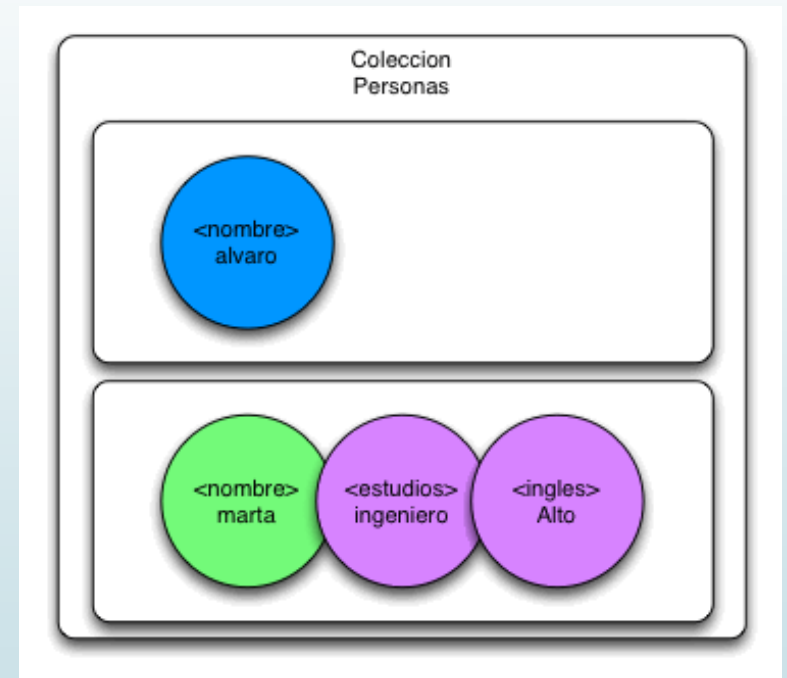 Coleccion
Personas
<nombre>
alvaro
<nombre>
marta
<estudios>
ingeniero
<ingles>
Alto